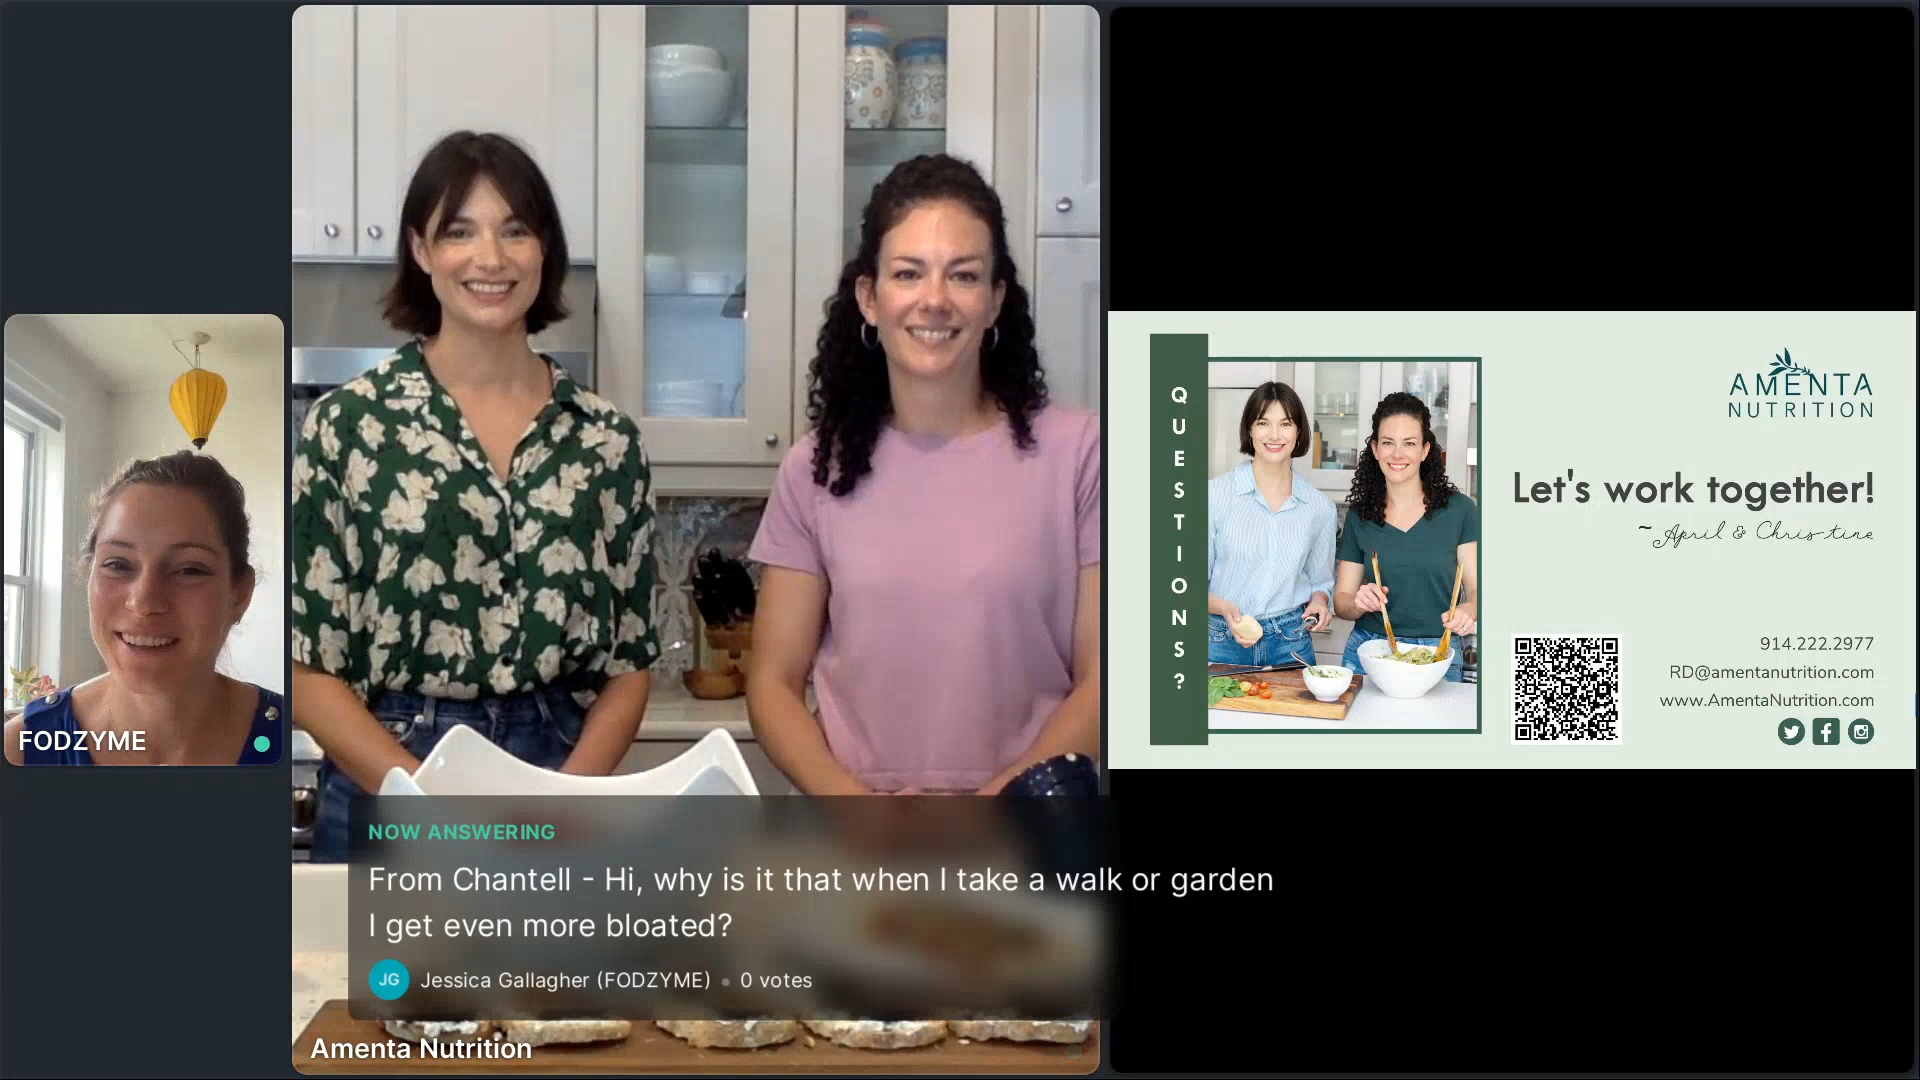 FODZYME
NOW ANSWERING
From Chantell - Hi, why is it that when I take a walk or garden
I get even more bloated?
JG Jessica Gallagher (FODZYME) • 0 votes
Amenta Nutrition
QUESTIONS?
AMENTA
NUTRITION
Let's work together!
~April & Christine
914.222.2977
RD@amentanutrition.com
www.AmentaNutrition.com